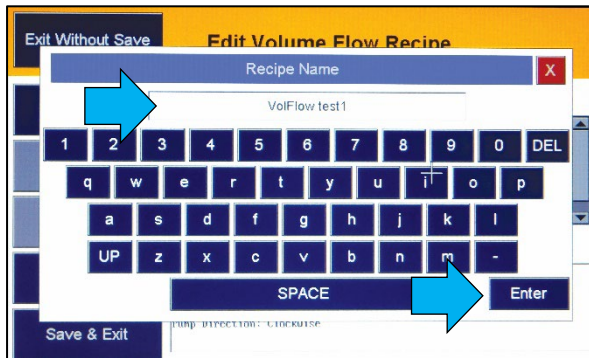 Exit Without Save
Edit Volume Flow Recipe
Recipe Name
X
VolFlow test1
1 2 3 4 5 6 7 8 9 0 DEL
q w e r t y u i o p
a s d f g h j k l
UP z x c v b n m -
SPACE
Enter
Pump Direction: Clockwise
Save & Exit